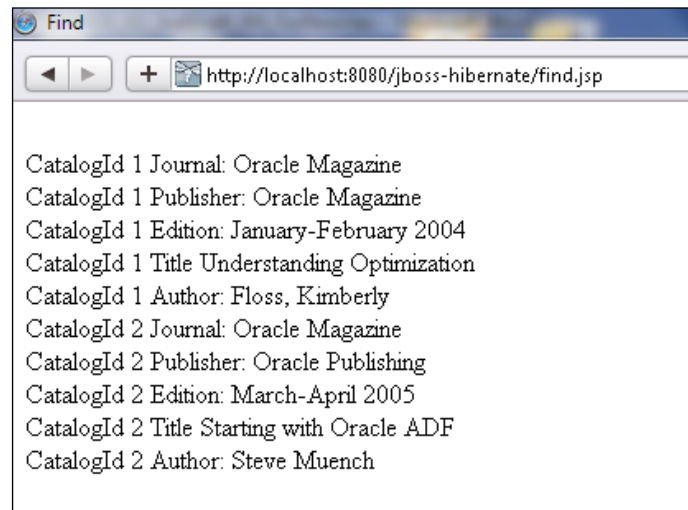 Find
http://localhost:8080/jboss-hibernate/find.jsp
CatalogId 1 Journal: Oracle Magazine
CatalogId 1 Publisher: Oracle Magazine
CatalogId 1 Edition: January-February 2004
CatalogId 1 Title Understanding Optimization
CatalogId 1 Author: Floss, Kimberly
CatalogId 2 Journal: Oracle Magazine
CatalogId 2 Publisher: Oracle Publishing
CatalogId 2 Edition: March-April 2005
CatalogId 2 Title Starting with Oracle ADF
CatalogId 2 Author: Steve Muench